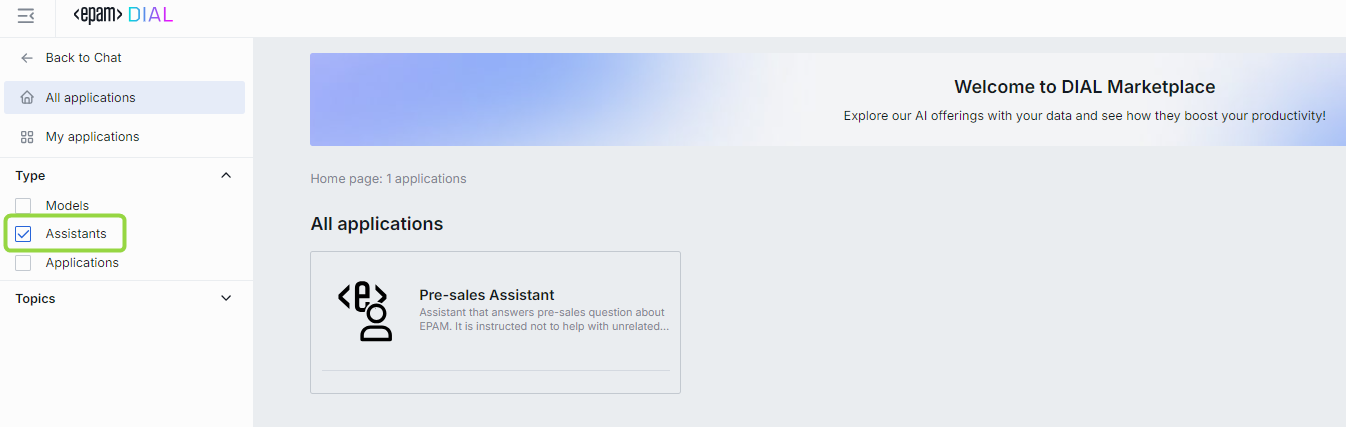 <epam> DIAL
Back to Chat
All applications
My applications
Type
Models
Assistants
Applications
Topics
Welcome to DIAL Marketplace
Explore our AI offerings with your data and see how they boost your productivity!
Home page: 1 applications
All applications
<e>
Pre-sales Assistant
Assistant that answers pre-sales question about
EPAM. It is instructed not to help with unrelated...